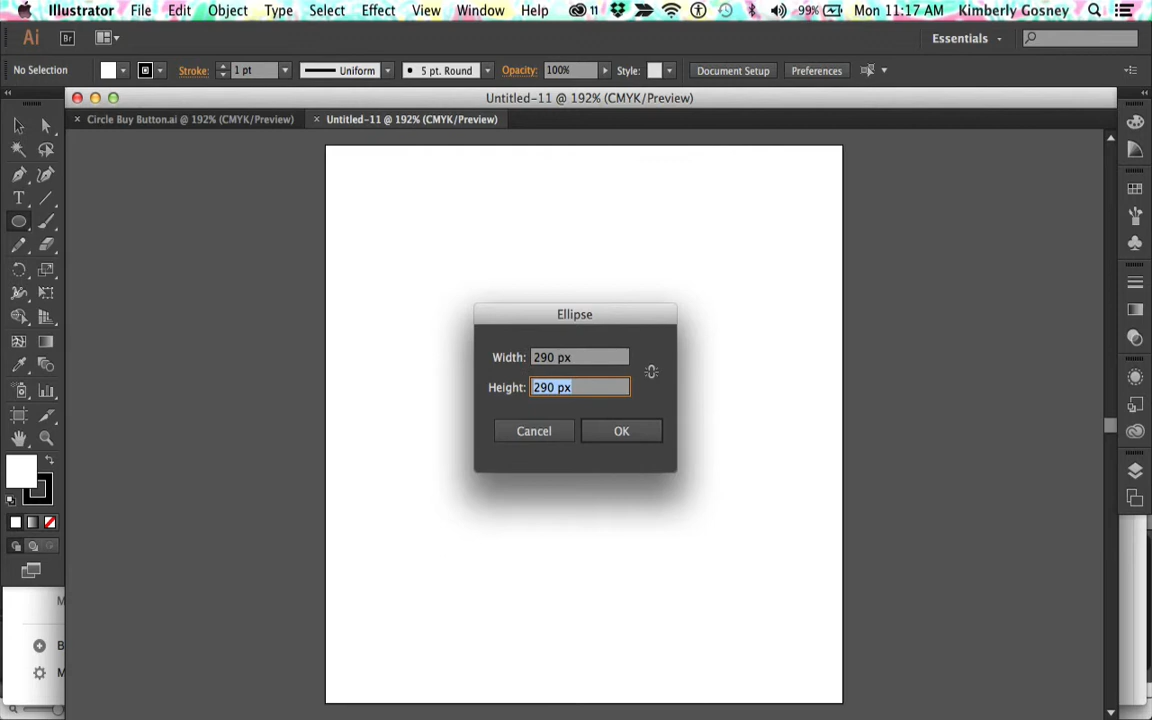 Illustrator File Edit Object Type Select Effect View Window Help 11 99% Mon 11:17 AM Kimberly Gosney
Ai Br Essentials
No Selection Stroke: 1 pt Uniform 5 pt. Round Opacity: 100% Style: Document Setup Preferences
Untitled-11 @ 192% (CMYK/Preview)
× Circle Buy Button.ai @ 192% (CMYK/Preview) × Untitled-11 @ 192% (CMYK/Preview)
T
Ellipse
Width: 290 px
Height: 290 px
Cancel OK
M
B
M